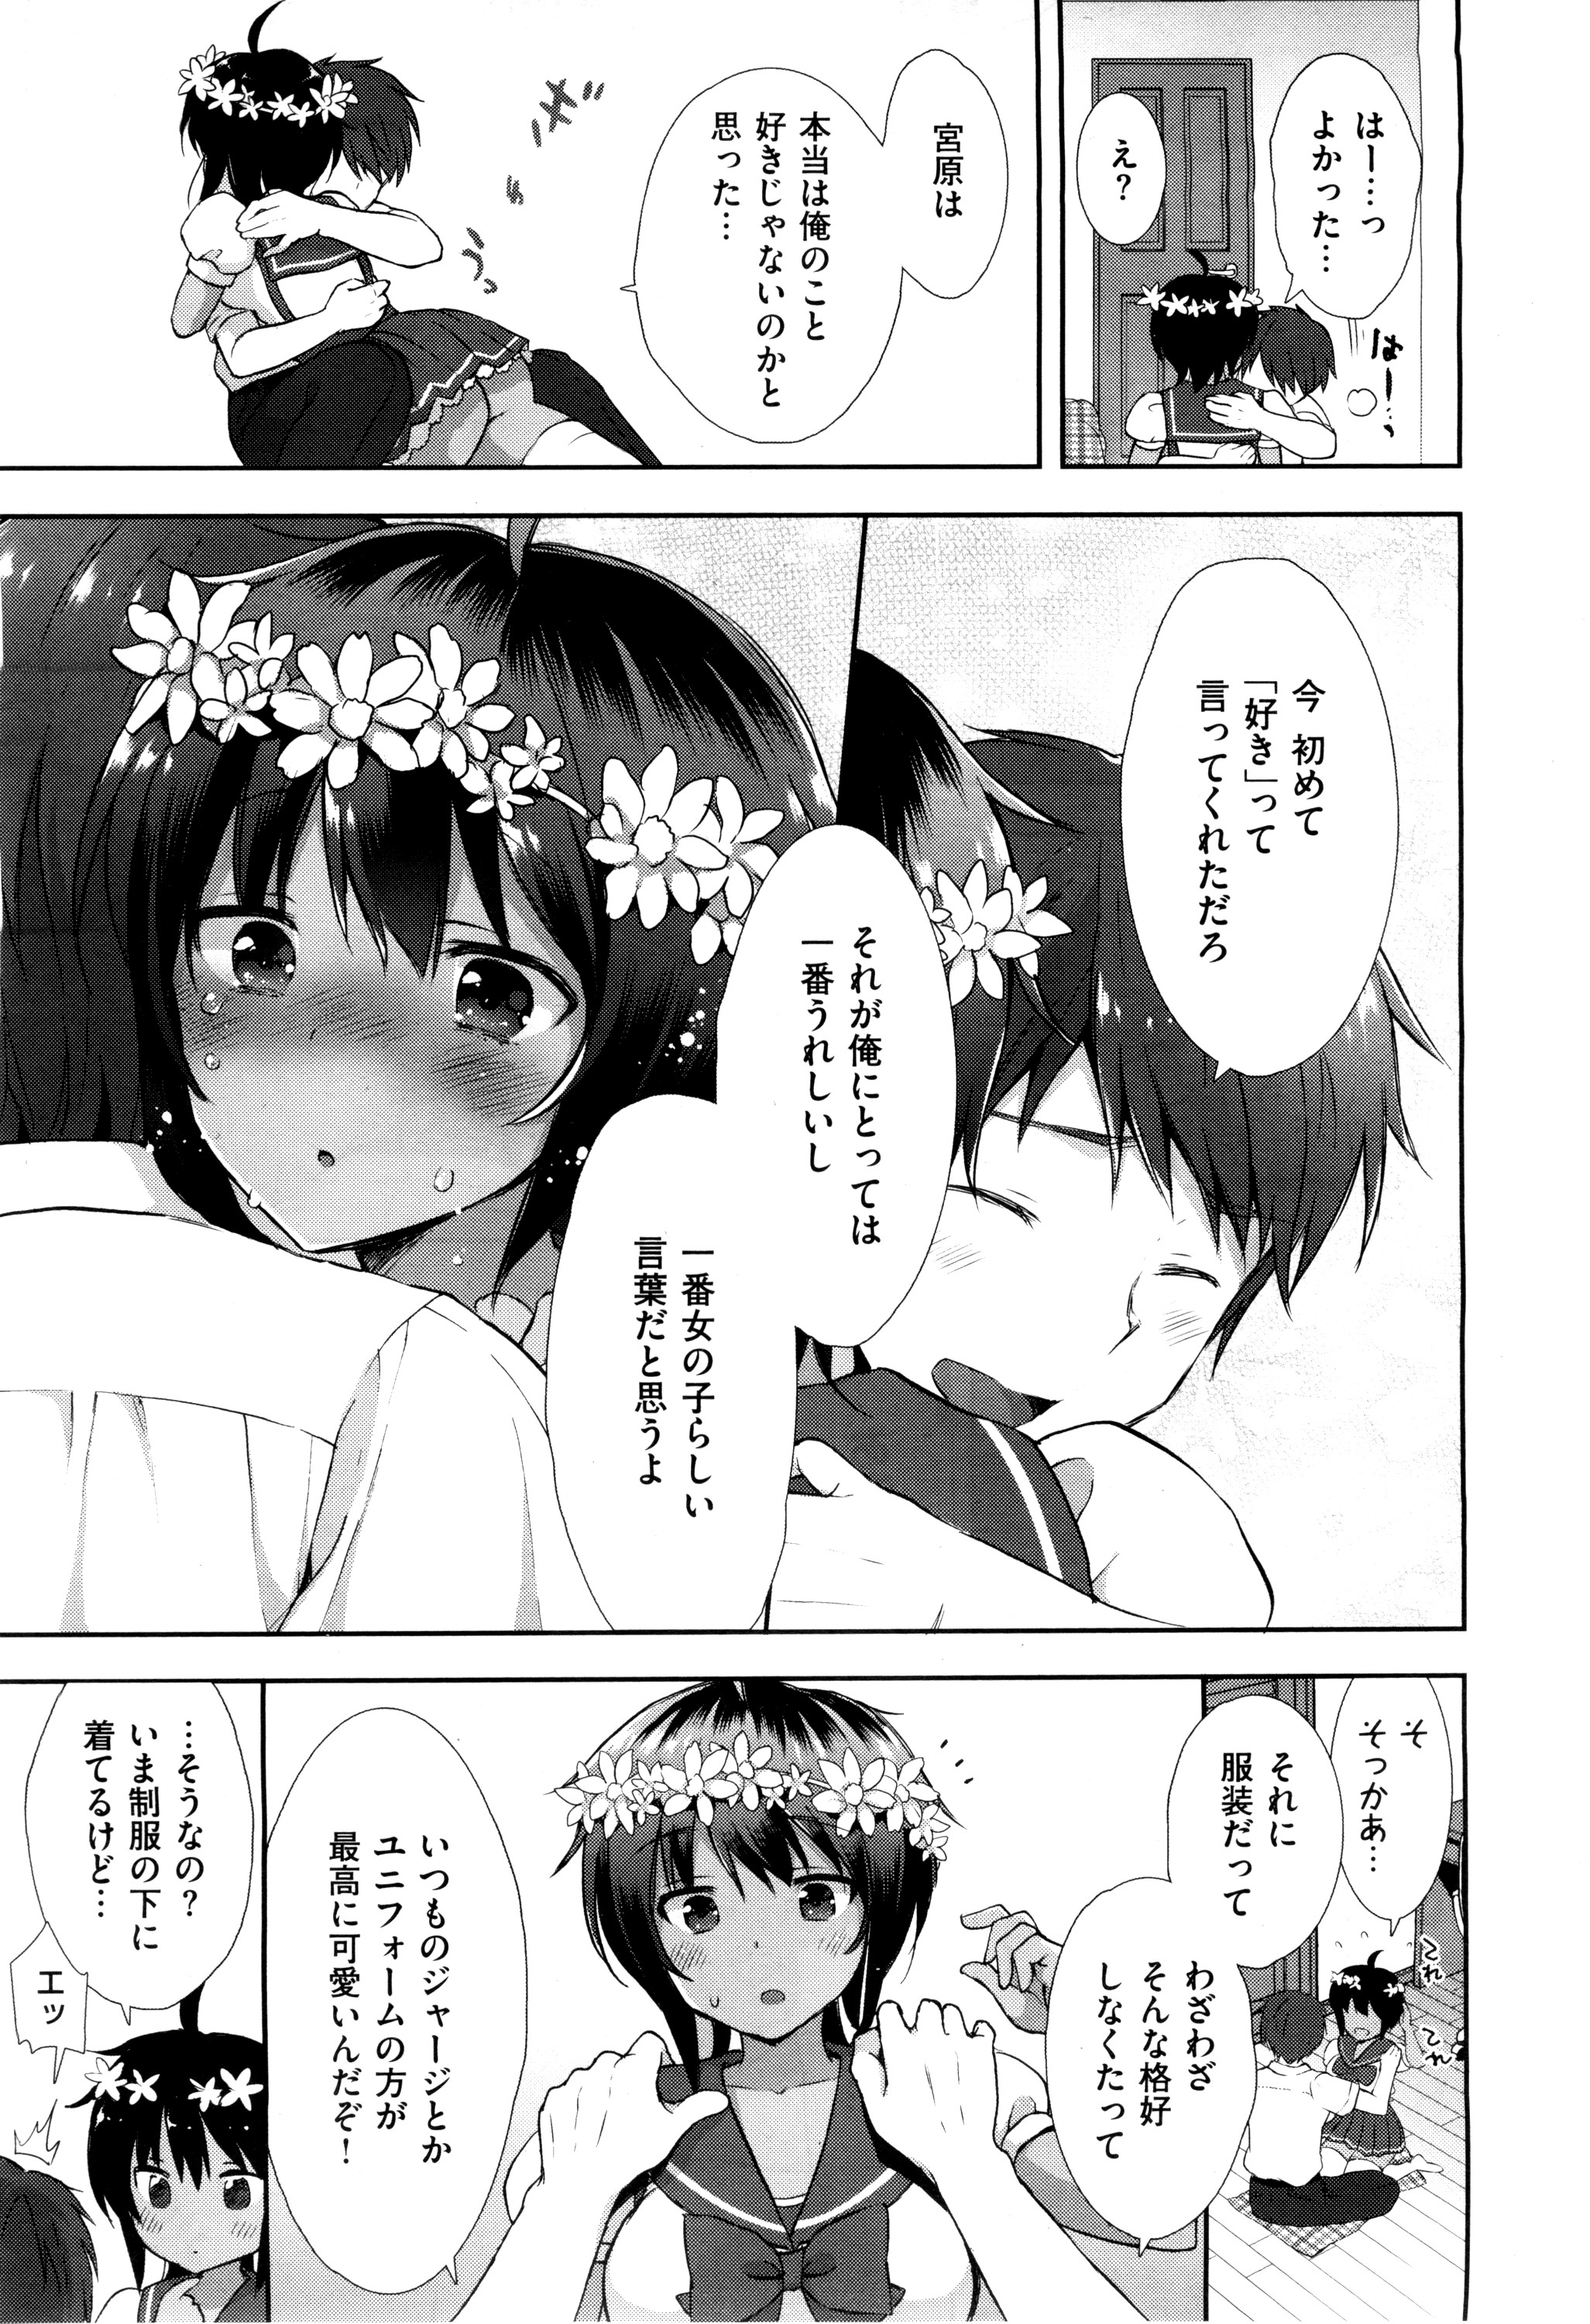 はー…っ
よかった…
はー…
え?
宮原は
本当は俺のこと
好きじゃないのかと
思った…
ぎゅう
今 初めて
「好き」って
言ってくれただろ
それが俺にとっては
一番うれしいし
一番女の子らしい
言葉だと思うよ
そ
そっかあ…
てれ
てれ
それに
服装だって
わざわざ
そんな格好
しなくたって
いつものジャージとか
ユニフォームの方が
最高に可愛いんだぞ!
…そうなの?
いま制服の下に
着てるけど…
エッ